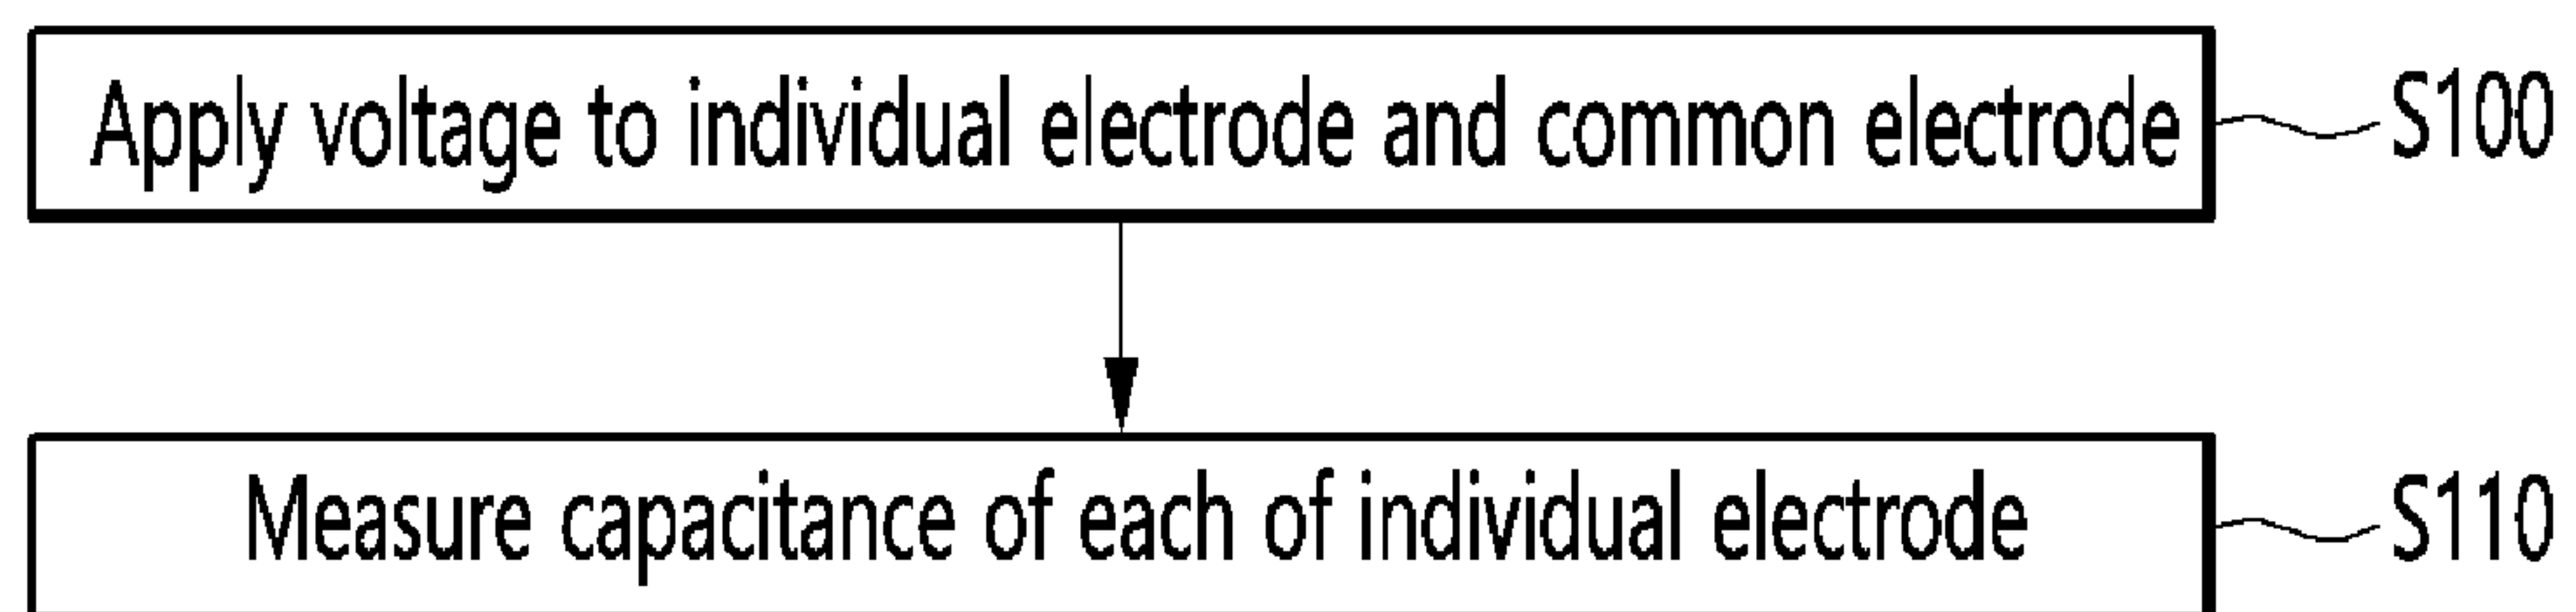 Apply voltage to individual electrode and common electrode S100
Measure capacitance of each of individual electrode S110